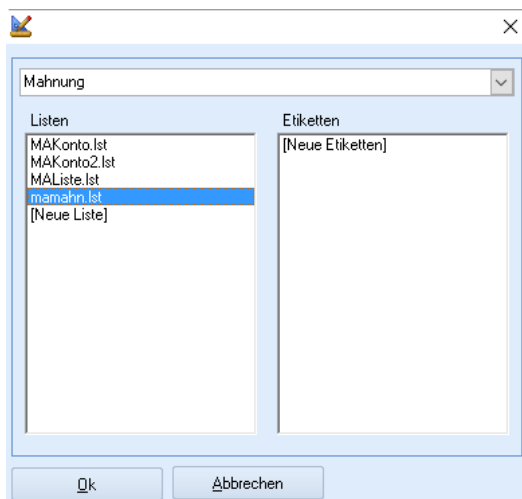 Mahnung
Listen
MAKonto.lst
MAKonto2.lst
MAListe.lst
mamahn.lst
[Neue Liste]
Etiketten
[Neue Etiketten]
Ok
Abbrechen